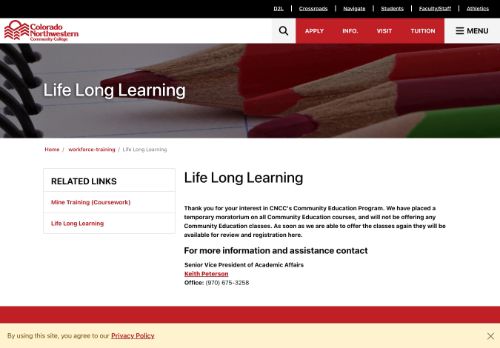 D2L Crossroads Navigate Students Faculty/Staff Athletics
Colorado
Northwestern
Community College
APPLY INFO. VISIT TUITION MENU
Life Long Learning
Home / workforce-training / Life Long Learning
RELATED LINKS
Mine Training (Coursework)
Life Long Learning
Life Long Learning
Thank you for your interest in CNCC's Community Education Program. We have placed a
temporary moratorium on all Community Education courses, and will not be offering any
Community Education classes. As soon as we are able to offer the classes again they will be
available for review and registration here.
For more information and assistance contact
Senior Vice President of Academic Affairs
Keith Peterson
Office: (970) 675-3258
By using this site, you agree to our Privacy Policy